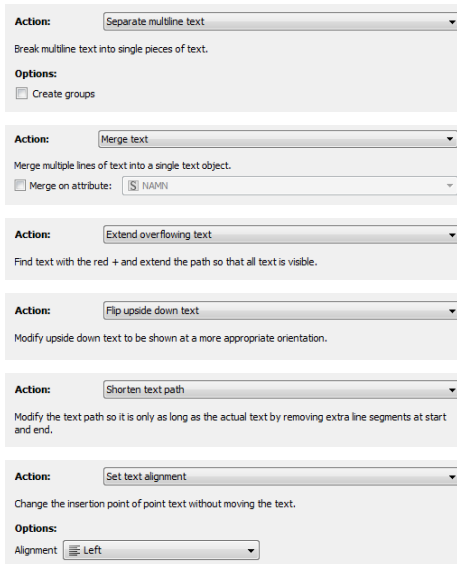 Action: Separate multiline text
Break multiline text into single pieces of text.
Options:
Create groups
Action: Merge text
Merge multiple lines of text into a single text object.
Merge on attribute: S NAMN
Action: Extend overflowing text
Find text with the red + and extend the path so that all text is visible.
Action: Flip upside down text
Modify upside down text to be shown at a more appropriate orientation.
Action: Shorten text path
Modify the text path so it is only as long as the actual text by removing extra line segments at start
and end.
Action: Set text alignment
Change the insertion point of point text without moving the text.
Options:
Alignment Left